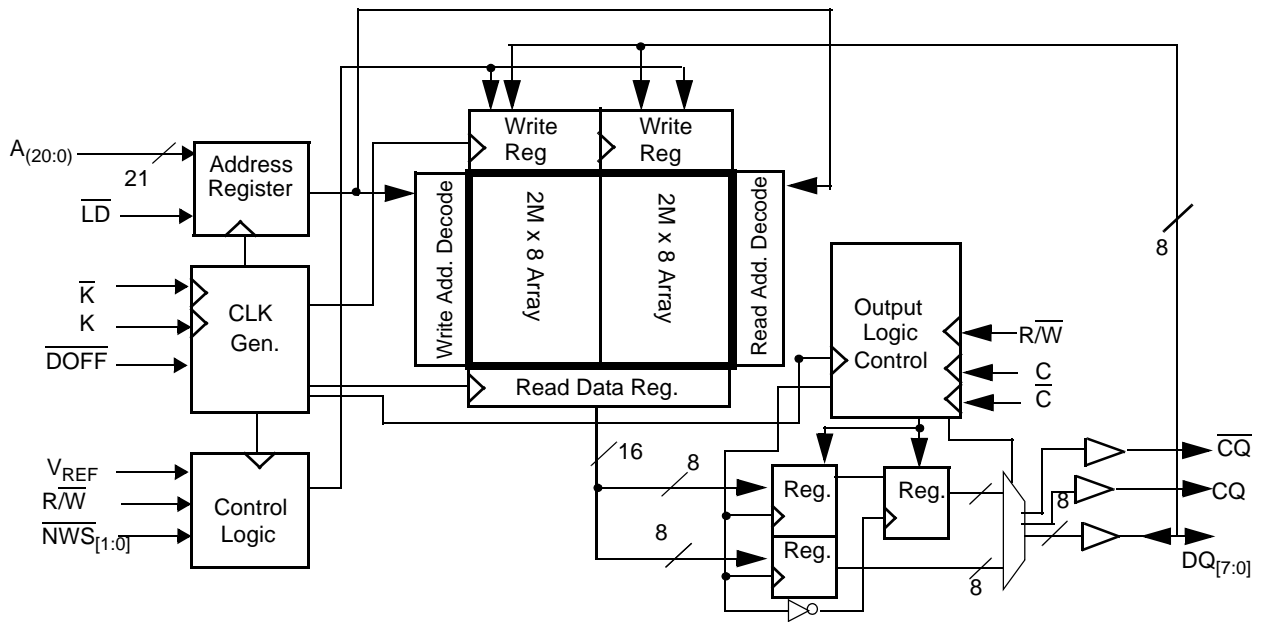 A(20:0)
21
LD
Address
Register
K
K
DOFF
CLK
Gen.
VREF
R/W
NWS[1:0]
Control
Logic
Write
Reg
Write
Reg
Write Add. Decode
2M x 8 Array
2M x 8 Array
Read Add. Decode
Read Data Reg.
16
8
8
Output
Logic
Control
R/W
C
C
Reg.
Reg.
Reg.
8
8
8
CQ
CQ
DQ[7:0]